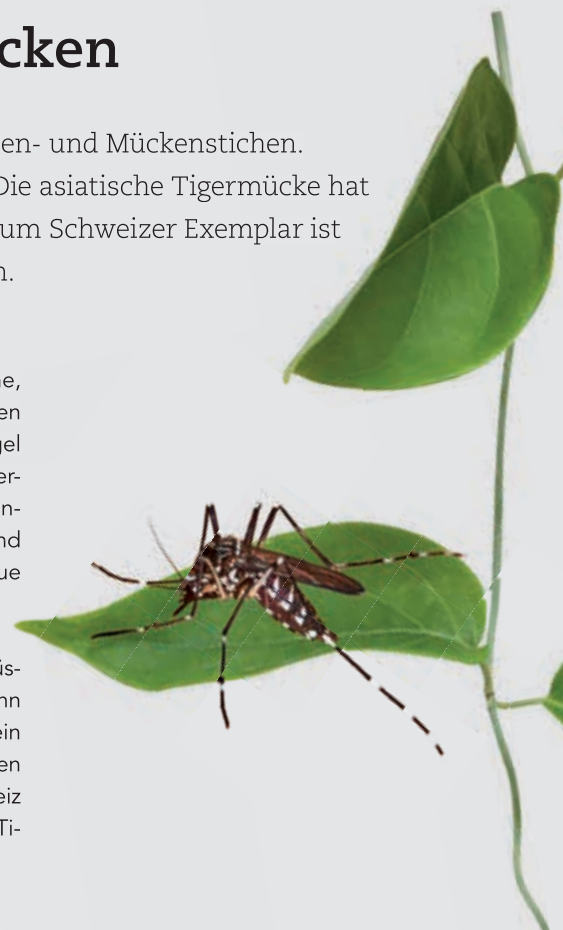 cken
en- und Mückenstichen.
Die asiatische Tigermücke hat
um Schweizer Exemplar ist
n.
ne,
en
gel
er-
n-
nd
ue
üs-
nn
ein
en
eiz
Ti-